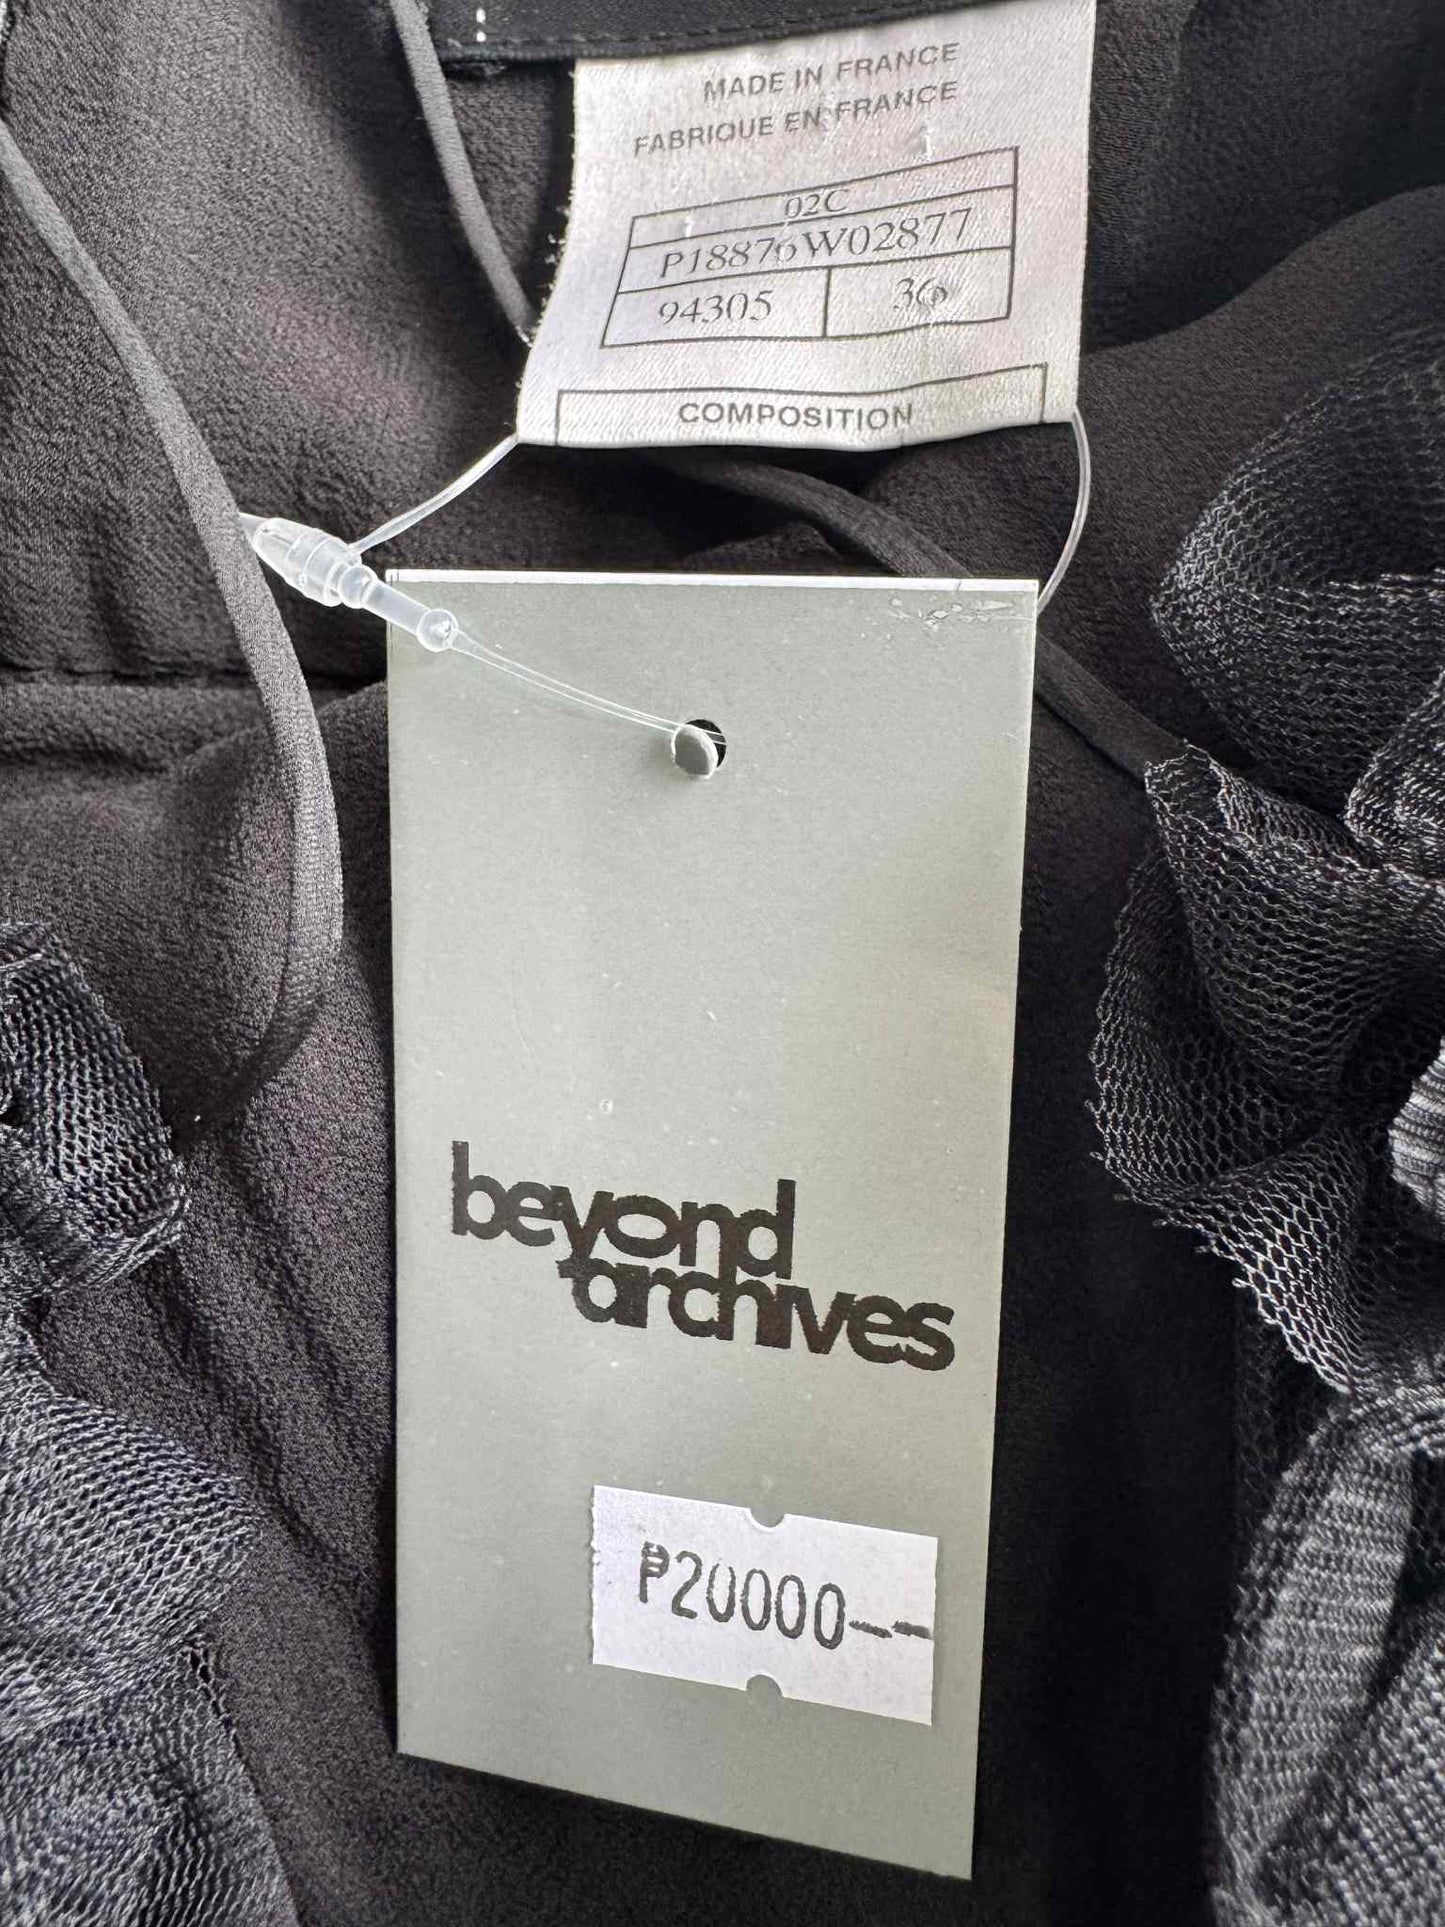 MADE IN FRANCE
FABRIQUE EN FRANCE
02C
P18876W02877
94305 36
COMPOSITION
beyond
archives
₱20000--